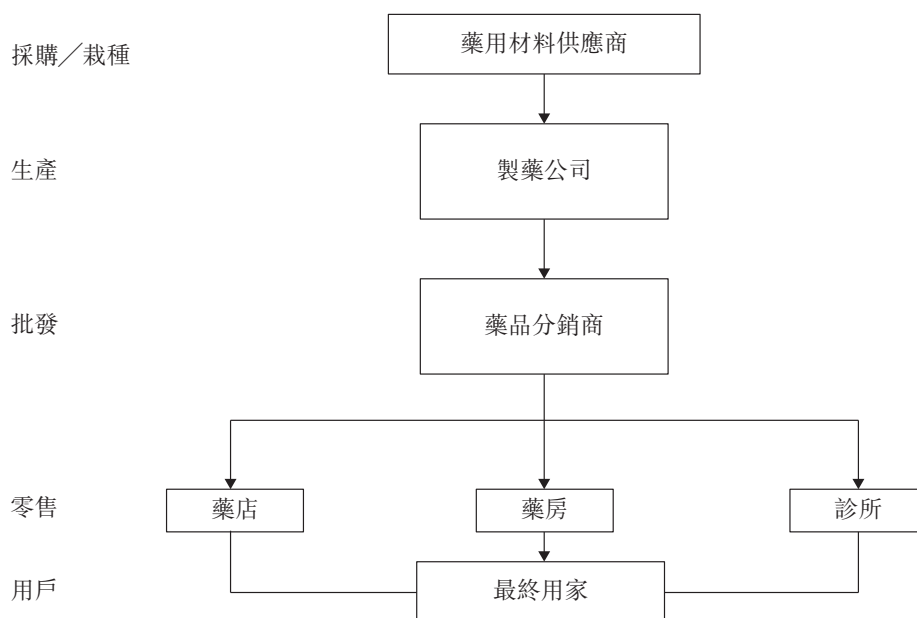 採購╱栽種
藥用材料供應商
生產
製藥公司
批發
藥品分銷商
零售
藥店
藥房
診所
用戶
最終用家